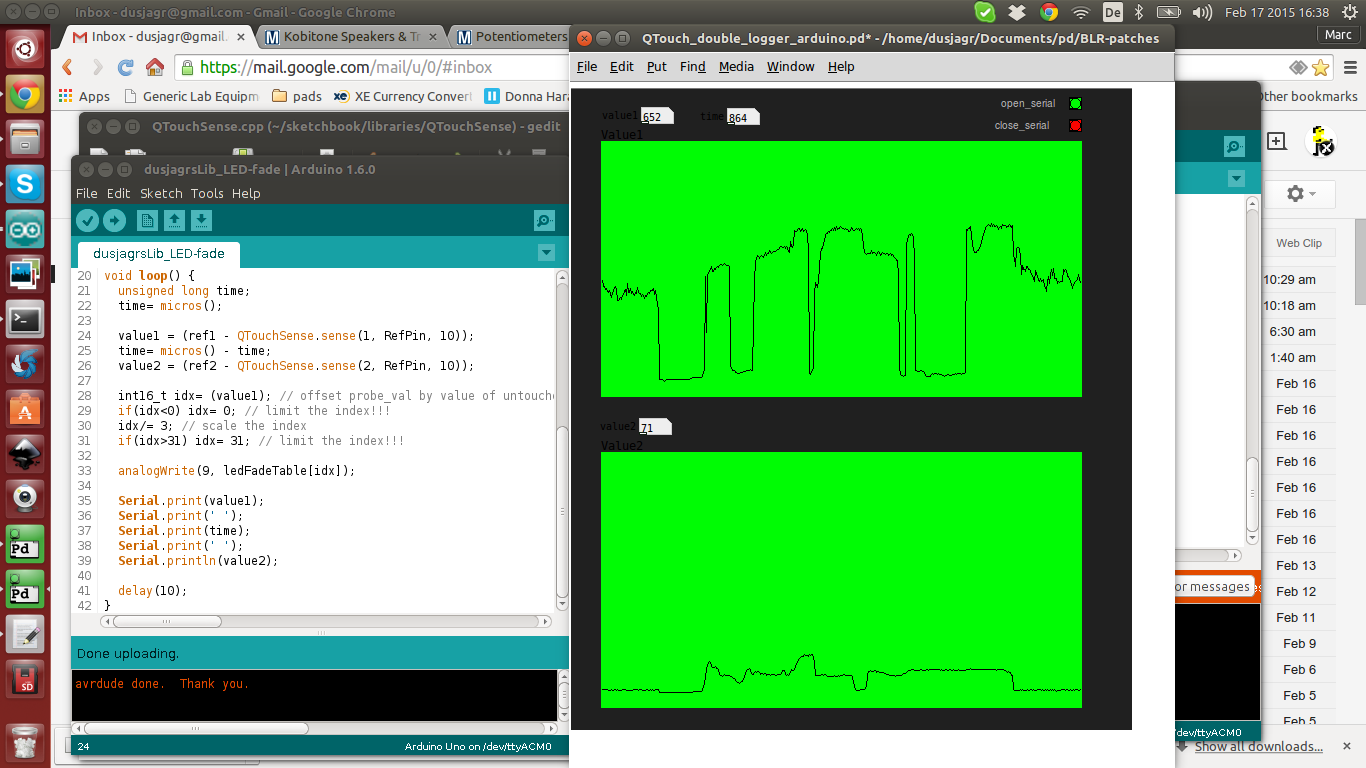 Inbox - dusjagr@gmail.com - Gmail - Google Chrome
De
Feb 17 2015 16:38
Inbox - dusjagr@gmail.
Kobitone Speakers & Tr
Potentiometers
Marc
https://mail.google.com/mail/u/0/#inbox
Apps
Generic Lab Equipm
pads
XE Currency Convert
Donna Hara
Other bookmarks
QTouchSense.cpp (~/sketchbook/libraries/QTouchSense) - gedit
dusjagrsLib_LED-fade | Arduino 1.6.0
File Edit Sketch Tools Help
dusjagrsLib_LED-fade
20 void loop() {
21 unsigned long time;
22 time= micros();
23
24 value1 = (ref1 - QTouchSense.sense(1, RefPin, 10));
25 time= micros() - time;
26 value2 = (ref2 - QTouchSense.sense(2, RefPin, 10));
27
28 int16_t idx= (value1); // offset probe_val by value of untouche
29 if(idx<0) idx= 0; // limit the index!!!
30 idx/= 3; // scale the index
31 if(idx>31) idx= 31; // limit the index!!!
32
33 analogWrite(9, ledFadeTable[idx]);
34
35 Serial.print(value1);
36 Serial.print(' ');
37 Serial.print(time);
38 Serial.print(' ');
39 Serial.println(value2);
40
41 delay(10);
42 }
Done uploading.
avrdude done.  Thank you.
24
Arduino Uno on /dev/ttyACM0
QTouch_double_logger_arduino.pd* - /home/dusjagr/Documents/pd/BLR-patches
File Edit Put Find Media Window Help
value1 652
time 864
open_serial
close_serial
Value1
value2 71
Value2
Web Clip
10:29 am
10:18 am
6:30 am
1:40 am
Feb 16
Feb 16
Feb 16
Feb 16
Feb 16
Feb 16
Feb 16
Feb 13
Feb 12
Feb 11
Feb 9
Feb 6
Feb 5
Feb 5
or messages
/dev/ttyACM0
Show all downloads...
Pd
Pd
SD